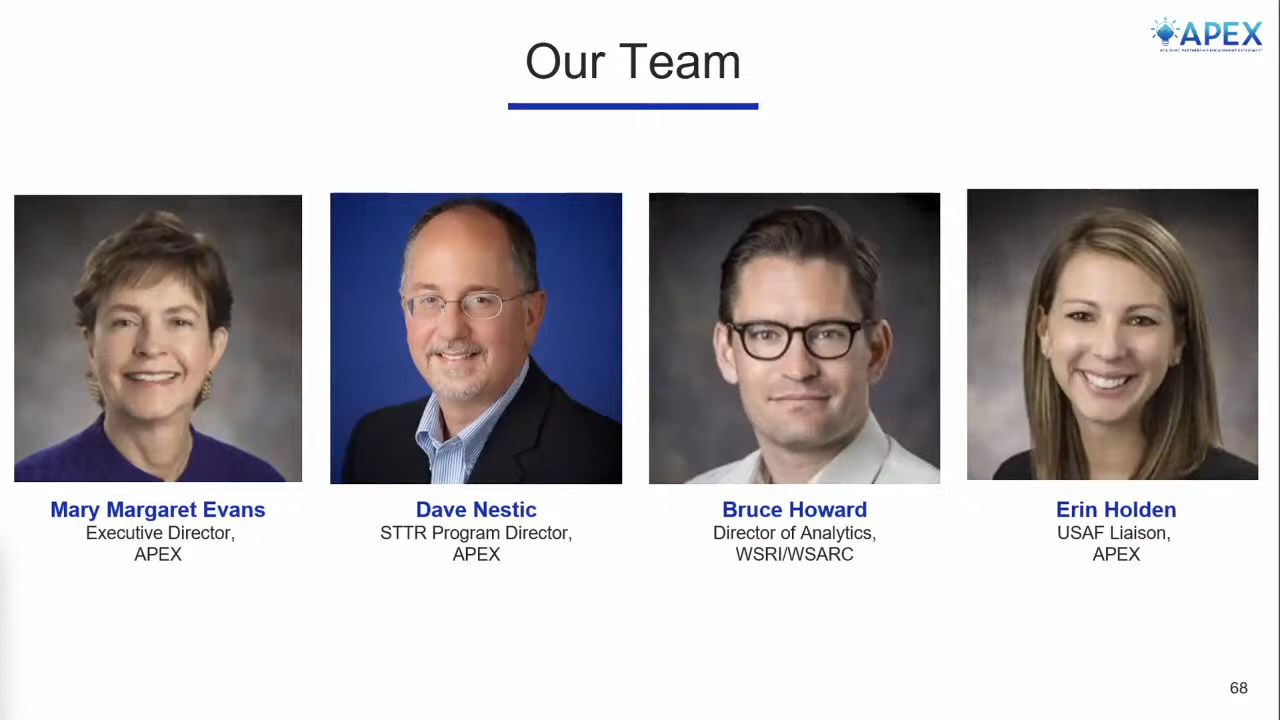 APEX
Our Team
Mary Margaret Evans
Executive Director,
APEX
Dave Nestic
STTR Program Director,
APEX
Bruce Howard
Director of Analytics,
WSRI/WSARC
Erin Holden
USAF Liaison,
APEX
68